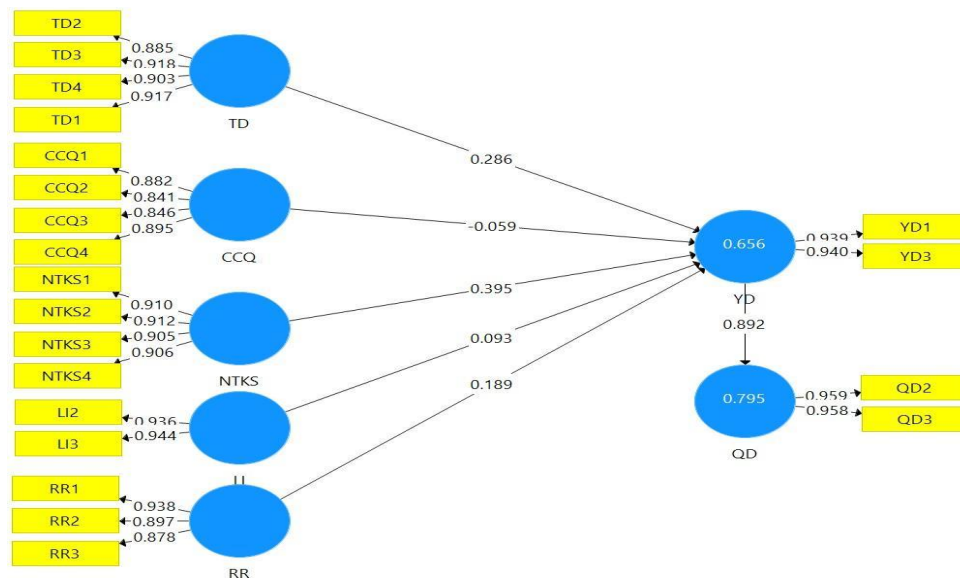 TD2
TD3
TD4
TD1
0.885
0.918
0.903
0.917
TD
CCQ1
CCQ2
CCQ3
CCQ4
0.882
0.841
0.846
0.895
CCQ
NTKS1
NTKS2
NTKS3
NTKS4
0.910
0.912
0.905
0.906
NTKS
LI2
LI3
0.936
0.944
LI
RR1
RR2
RR3
0.938
0.897
0.878
RR
0.286
-0.059
0.395
0.093
0.189
0.656
YD
0.939
0.940
YD1
YD3
0.892
0.795
QD
0.959
0.958
QD2
QD3